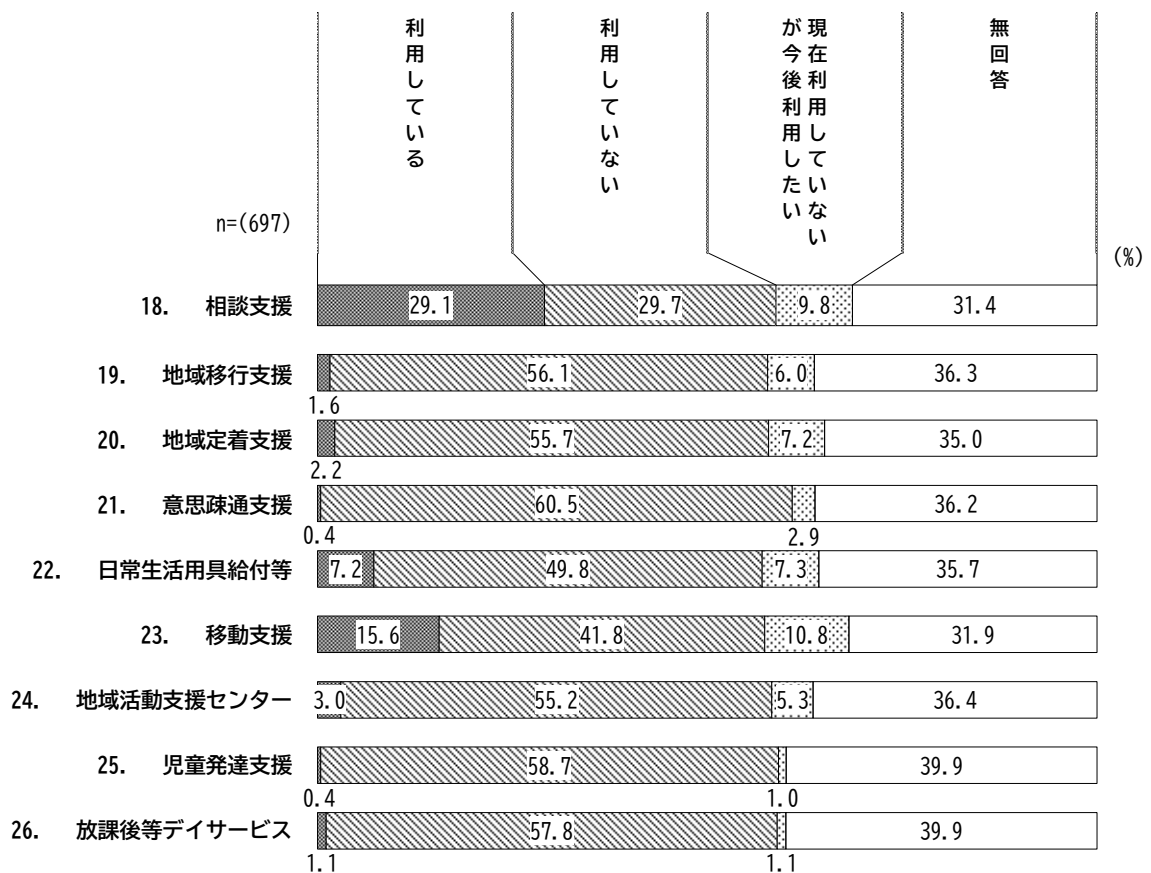 利用している
利用していない
現在利用していない
が今後利用したい
無回答
n=(697)
(%)
18. 相談支援 29.1 29.7 9.8 31.4
19. 地域移行支援 56.1 6.0 36.3
1.6
20. 地域定着支援 55.7 7.2 35.0
2.2
21. 意思疎通支援 60.5 36.2
0.4 2.9
22. 日常生活用具給付等 7.2 49.8 7.3 35.7
23. 移動支援 15.6 41.8 10.8 31.9
24. 地域活動支援センター 3.0 55.2 5.3 36.4
25. 児童発達支援 58.7 39.9
0.4 1.0
26. 放課後等デイサービス 57.8 39.9
1.1 1.1